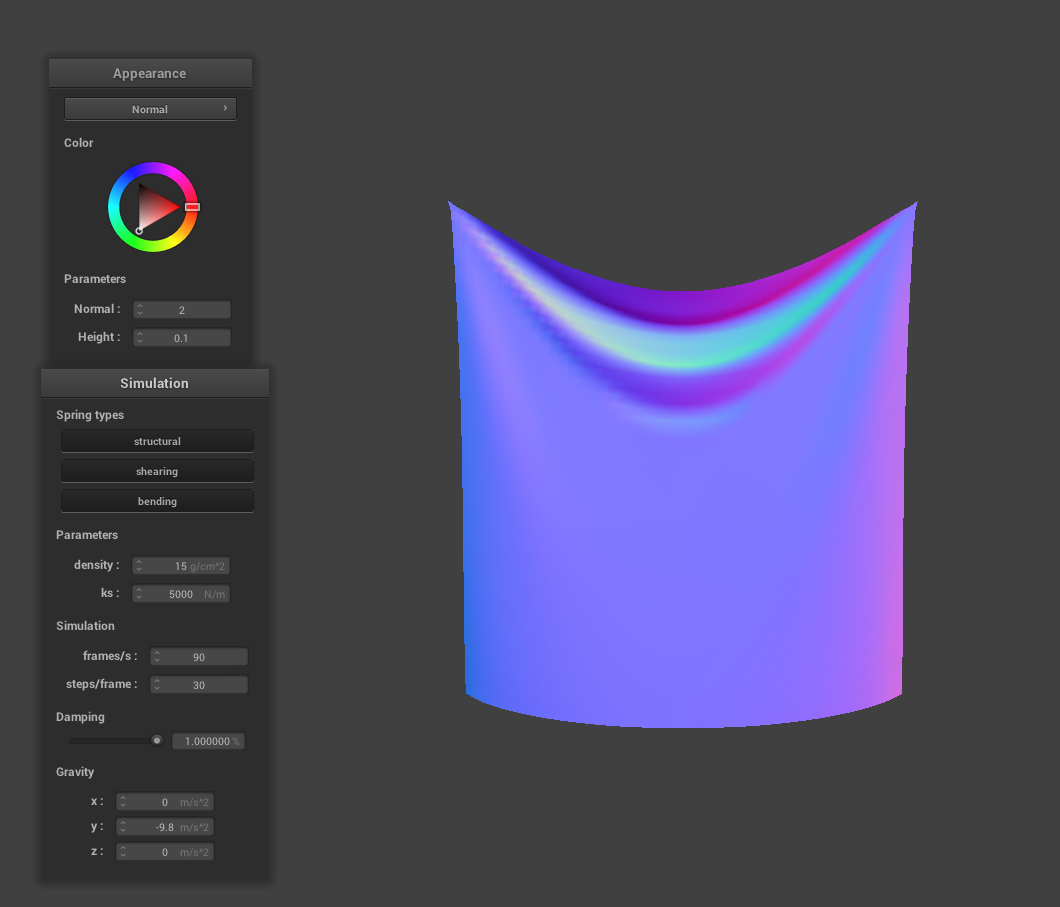 Appearance
Normal
Color
Parameters
Normal : 2
Height : 0.1
Simulation
Spring types
structural
shearing
bending
Parameters
density : 15 g/cm^2
ks : 5000 N/m
Simulation
frames/s : 90
steps/frame : 30
Damping
1.000000 %
Gravity
x : 0 m/s^2
y : -9.8 m/s^2
z : 0 m/s^2